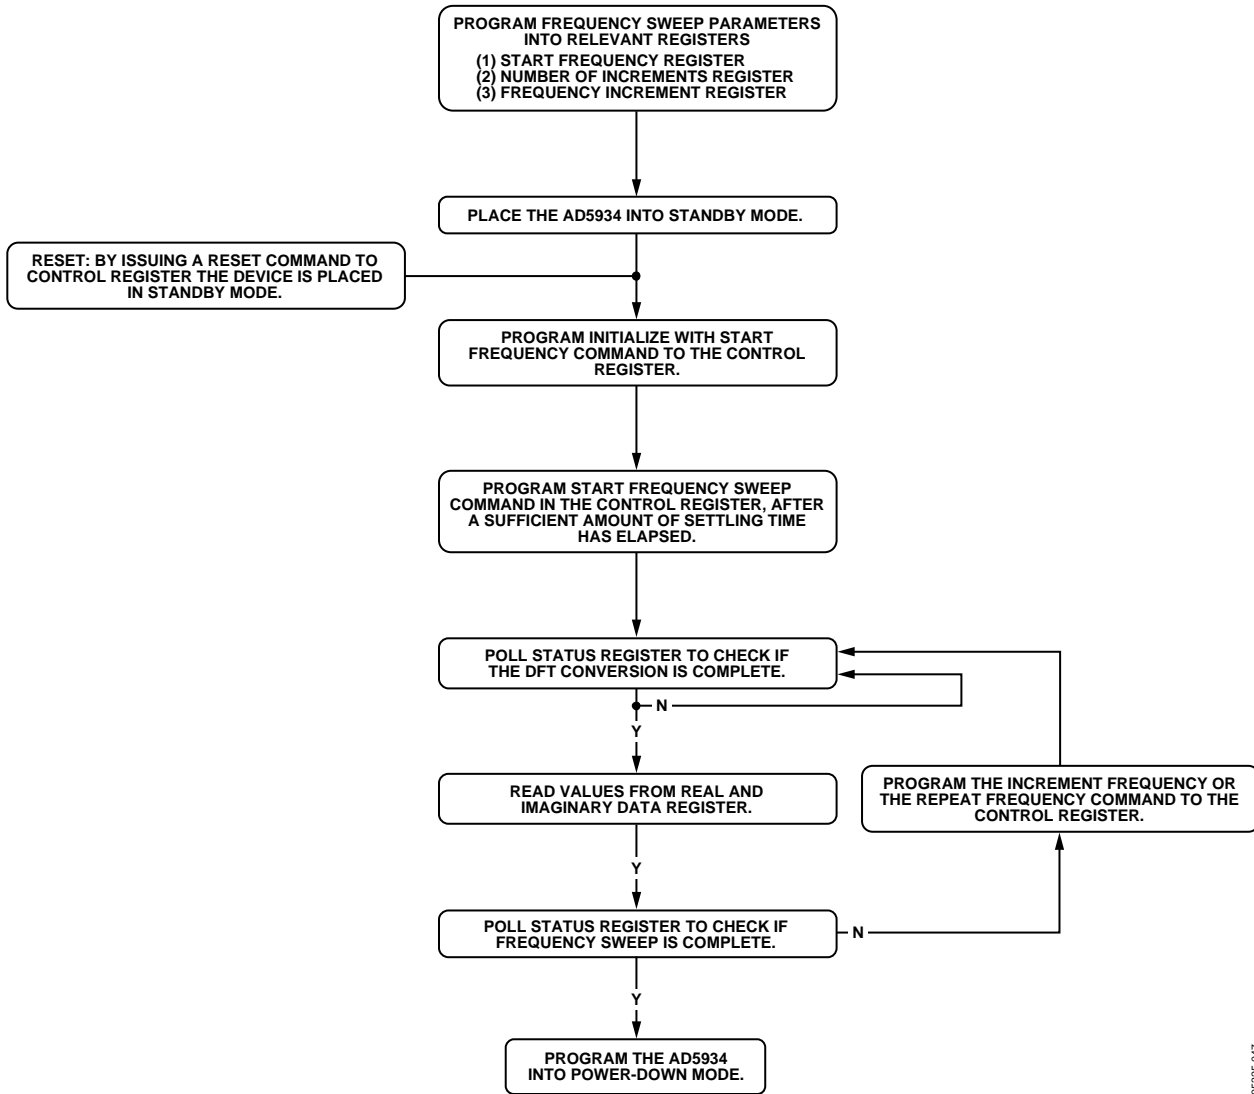 PROGRAM FREQUENCY SWEEP PARAMETERS
INTO RELEVANT REGISTERS
(1) START FREQUENCY REGISTER
(2) NUMBER OF INCREMENTS REGISTER
(3) FREQUENCY INCREMENT REGISTER
PLACE THE AD5934 INTO STANDBY MODE.
RESET: BY ISSUING A RESET COMMAND TO
CONTROL REGISTER THE DEVICE IS PLACED
IN STANDBY MODE.
PROGRAM INITIALIZE WITH START
FREQUENCY COMMAND TO THE CONTROL
REGISTER.
PROGRAM START FREQUENCY SWEEP
COMMAND IN THE CONTROL REGISTER, AFTER
A SUFFICIENT AMOUNT OF SETTLING TIME
HAS ELAPSED.
POLL STATUS REGISTER TO CHECK IF
THE DFT CONVERSION IS COMPLETE.
N
Y
READ VALUES FROM REAL AND
IMAGINARY DATA REGISTER.
PROGRAM THE INCREMENT FREQUENCY OR
THE REPEAT FREQUENCY COMMAND TO THE
CONTROL REGISTER.
Y
POLL STATUS REGISTER TO CHECK IF
FREQUENCY SWEEP IS COMPLETE.
N
Y
PROGRAM THE AD5934
INTO POWER-DOWN MODE.